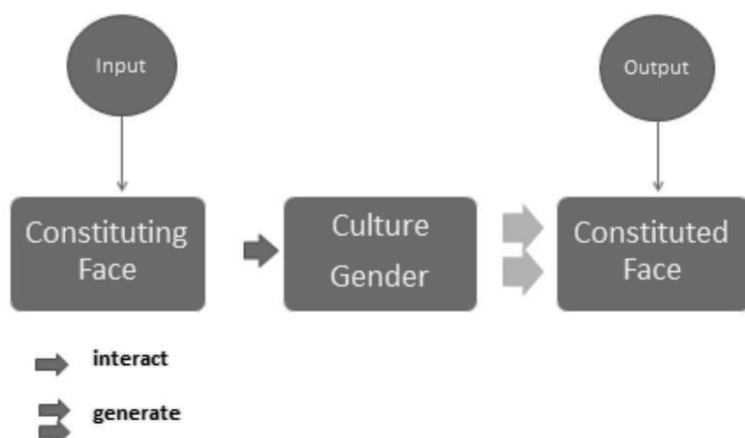 Input
Output
Constituting
Face
Culture
Gender
Constituted
Face
interact
generate